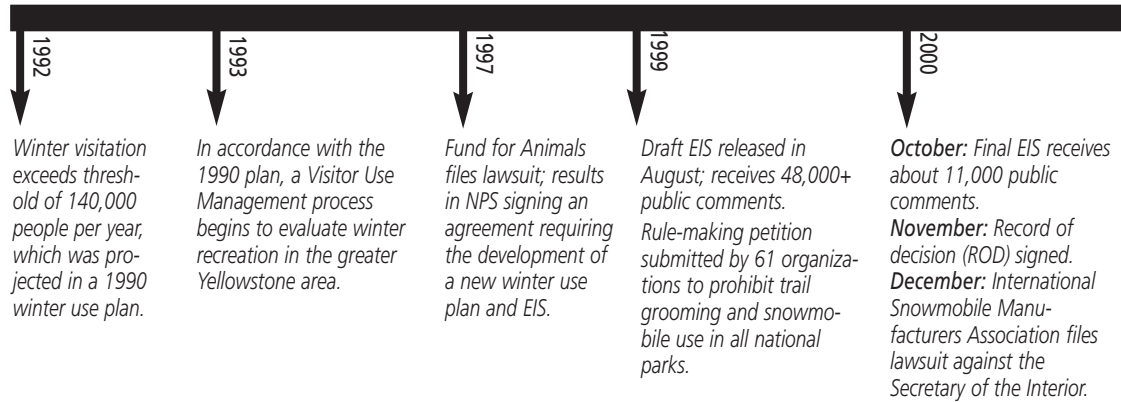 1992
Winter visitation
exceeds thresh-
old of 140,000
people per year,
which was pro-
jected in a 1990
winter use plan.
1993
In accordance with the
1990 plan, a Visitor Use
Management process
begins to evaluate winter
recreation in the greater
Yellowstone area.
1997
Fund for Animals
files lawsuit; results
in NPS signing an
agreement requiring
the development of
a new winter use
plan and EIS.
1999
Draft EIS released in
August; receives 48,000+
public comments.
Rule-making petition
submitted by 61 organiza-
tions to prohibit trail
grooming and snowmo-
bile use in all national
parks.
2000
October: Final EIS receives
about 11,000 public
comments.
November: Record of
decision (ROD) signed.
December: International
Snowmobile Manu-
facturers Association files
lawsuit against the
Secretary of the Interior.